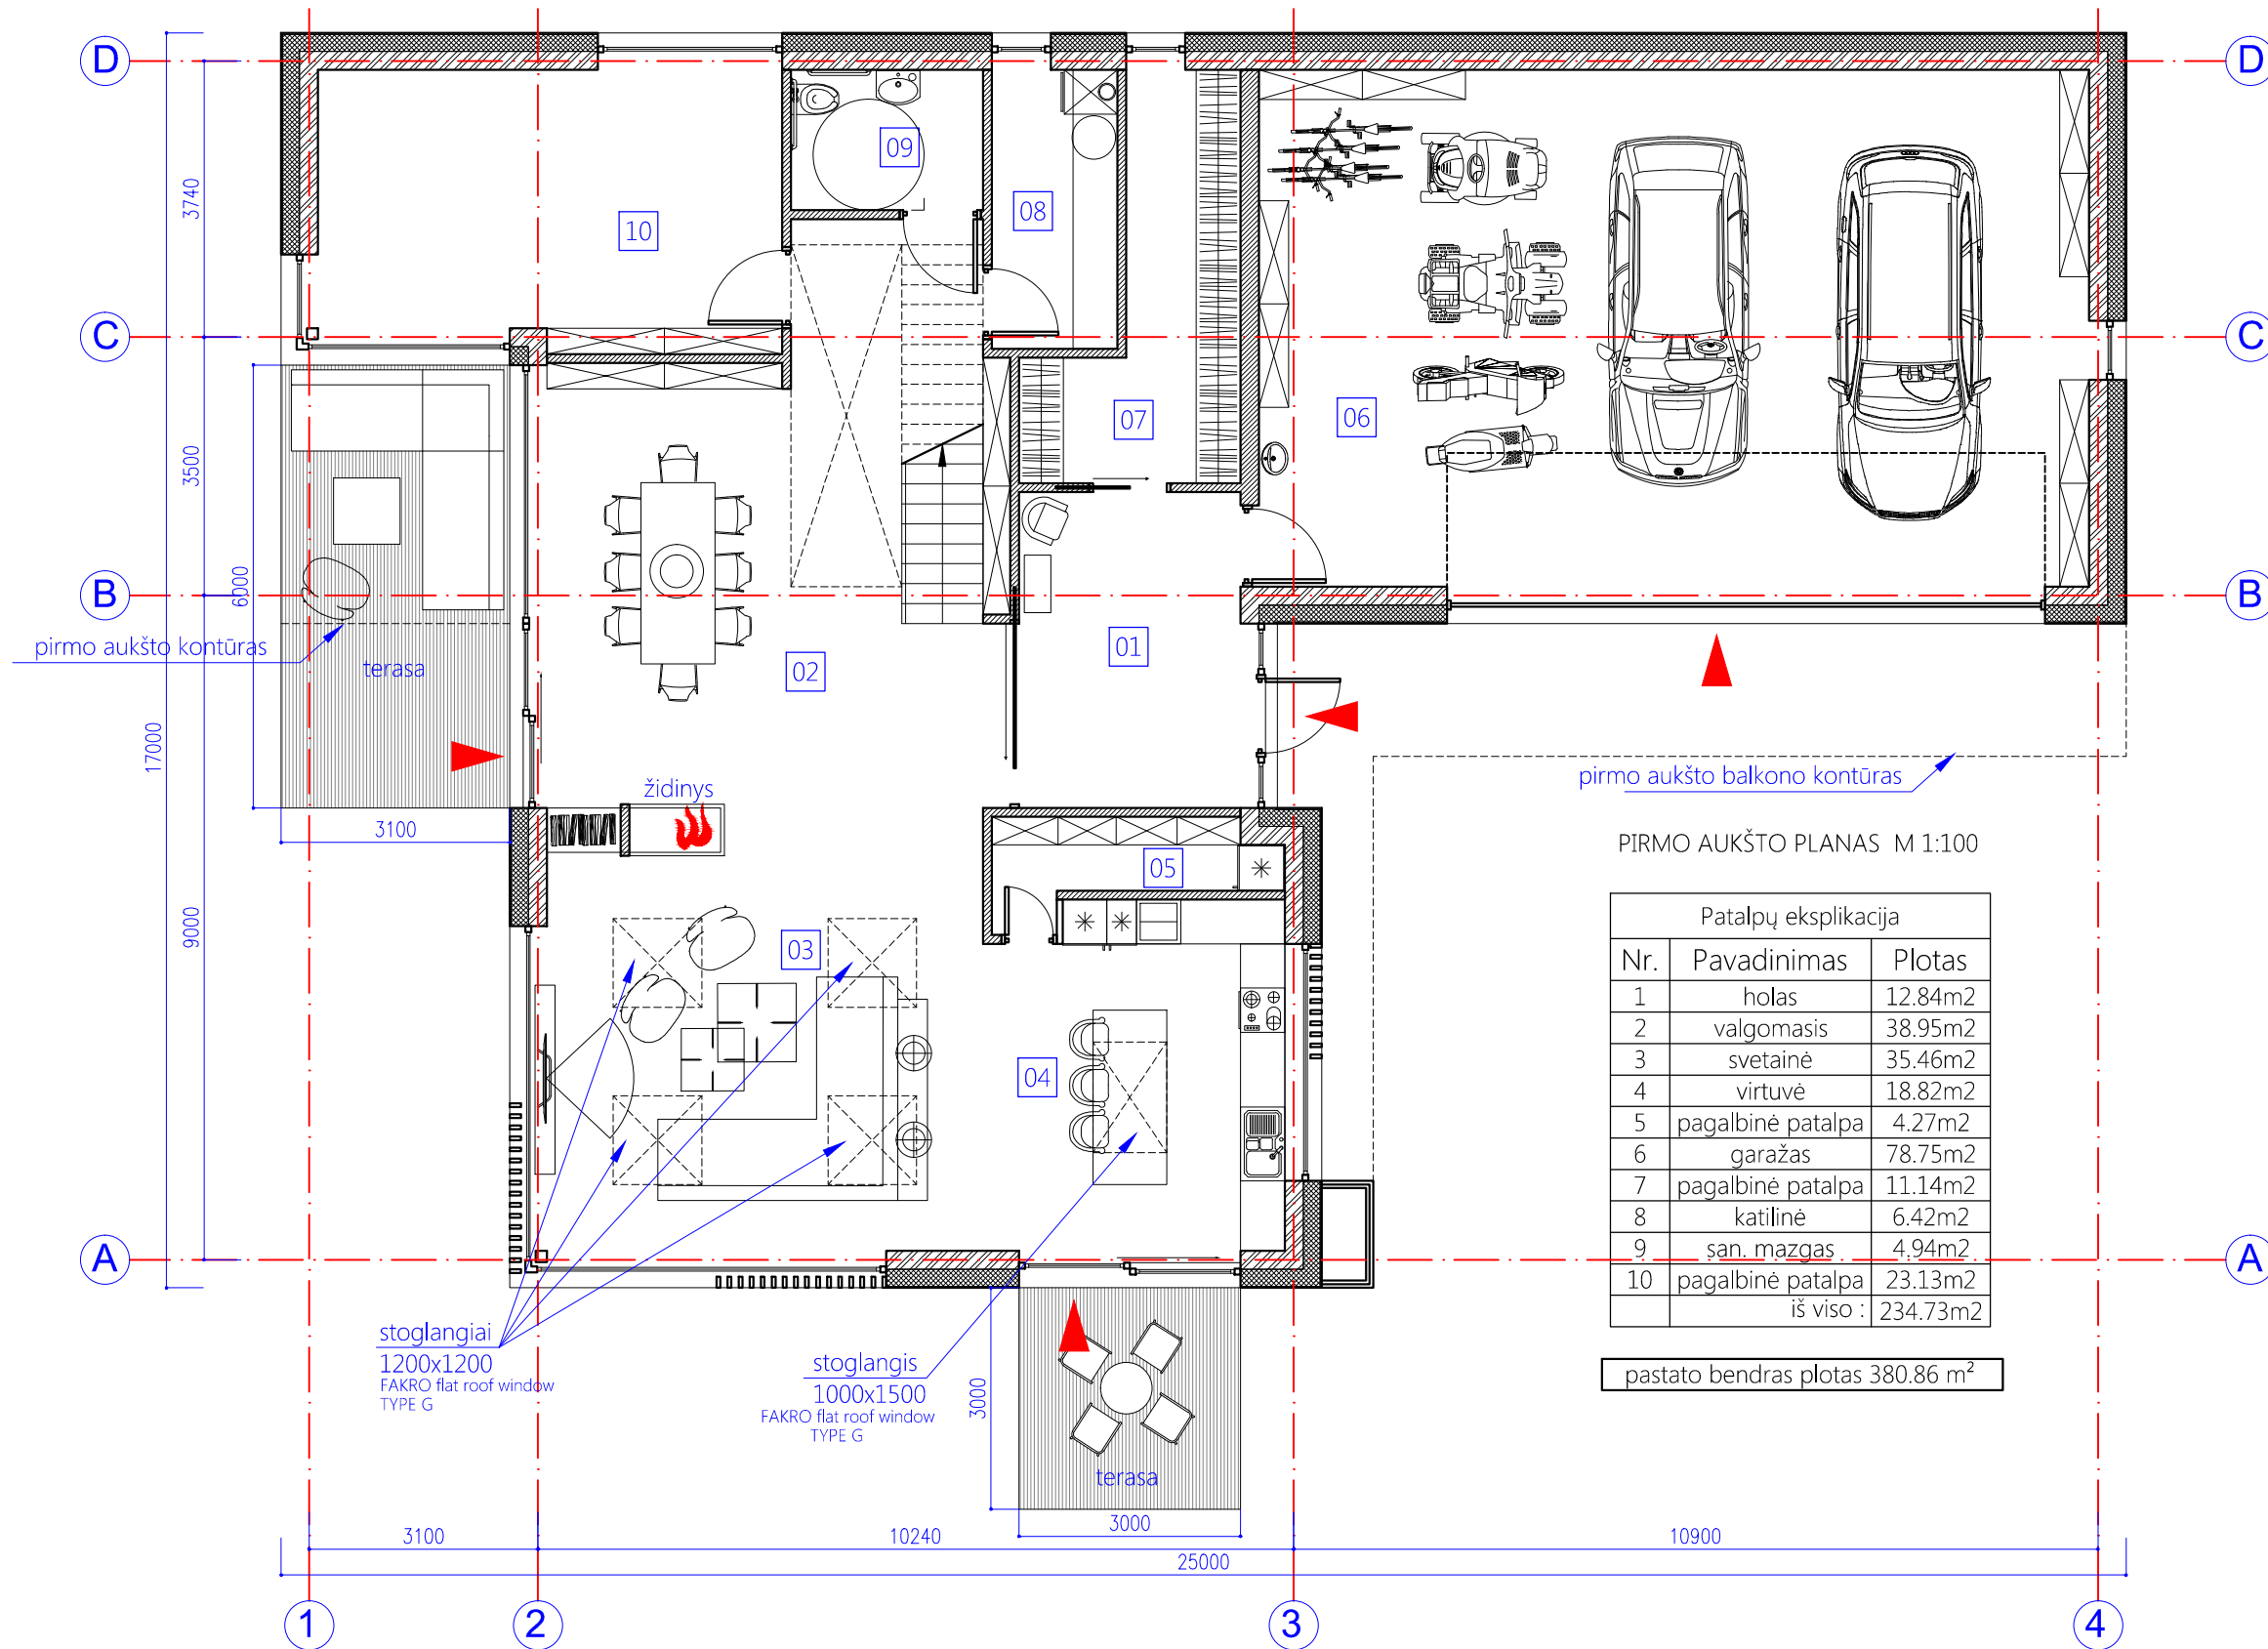 D
D
3740
09
08
10
C
C
3500
07
06
B
B
6000
pirmo aukšto kontūras
terasa
01
02
17000
židinys
pirmo aukšto balkono kontūras
3100
PIRMO AUKŠTO PLANAS M 1:100
05
9000
03
04
Patalpų eksplikacija
Nr. Pavadinimas Plotas
1 holas 12.84m2
2 valgomasis 38.95m2
3 svetainė 35.46m2
4 virtuvė 18.82m2
5 pagalbinė patalpa 4.27m2
6 garažas 78.75m2
7 pagalbinė patalpa 11.14m2
8 katilinė 6.42m2
9 san. mazgas 4.94m2
10 pagalbinė patalpa 23.13m2
iš viso : 234.73m2
A
A
pastato bendras plotas 380.86 m²
stoglangiai
1200x1200
FAKRO flat roof window
TYPE G
stoglangis
1000x1500
FAKRO flat roof window
TYPE G
3000
terasa
3000
3100
10240
10900
25000
1
2
3
4